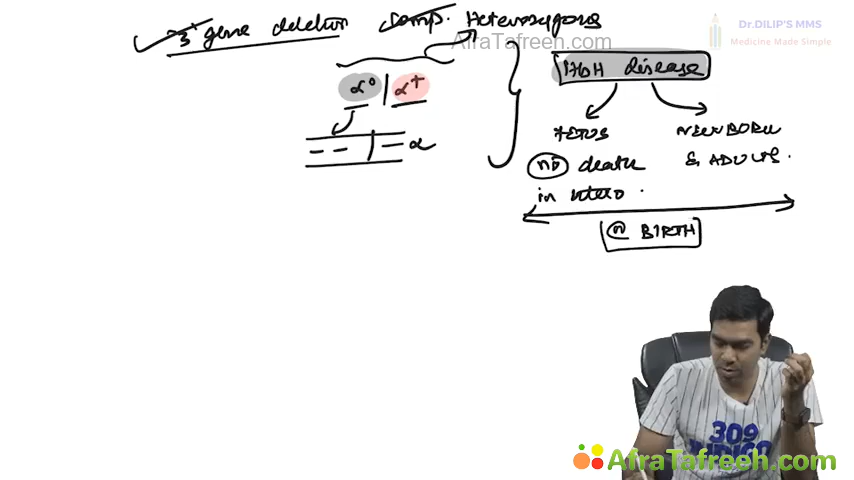 3 gene deletion comp. Heterozygous
AfraTafreen.com
Dr.DILIP'S MMS
Medicine Made Simple
HbH disease
α⁰ | α⁺
-- | -α
FETUS
no death
in utero.
NEWBORN
& ADULTS.
@ BIRTH
309
AfraTafreeh.com